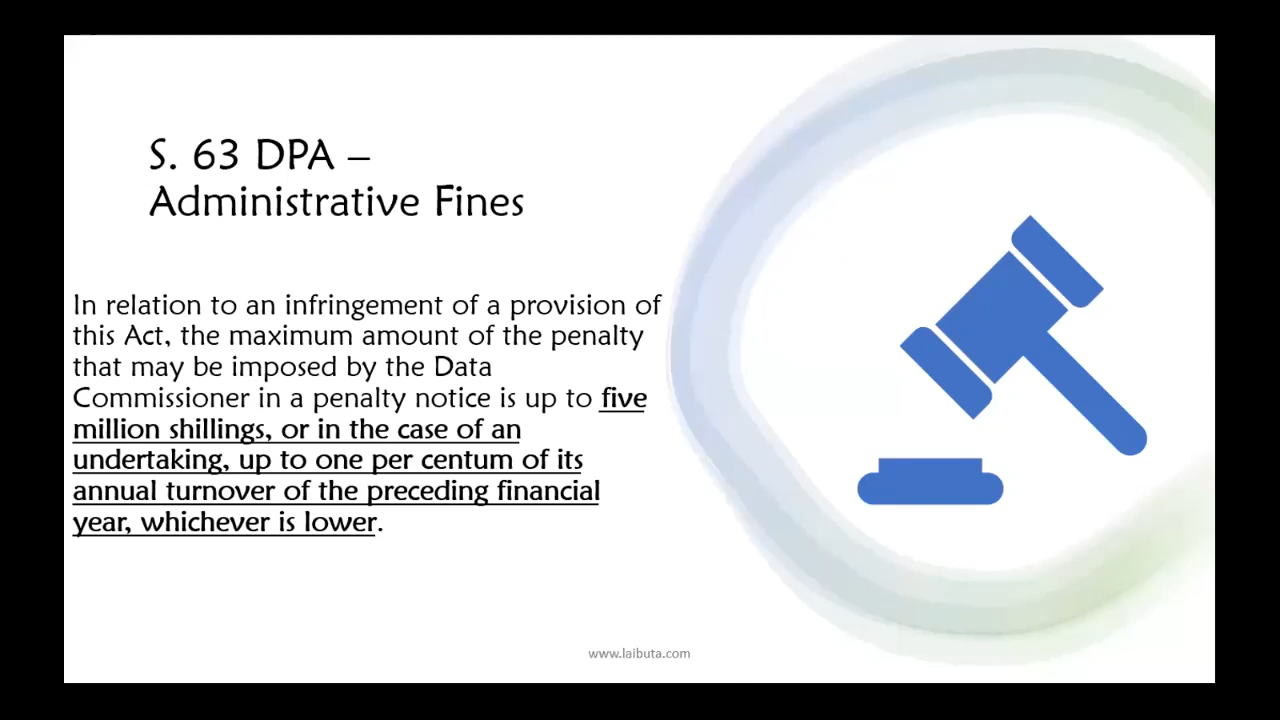 S. 63 DPA –
Administrative Fines
In relation to an infringement of a provision of
this Act, the maximum amount of the penalty
that may be imposed by the Data
Commissioner in a penalty notice is up to five
million shillings, or in the case of an
undertaking, up to one per centum of its
annual turnover of the preceding financial
year, whichever is lower.
www.laibuta.com